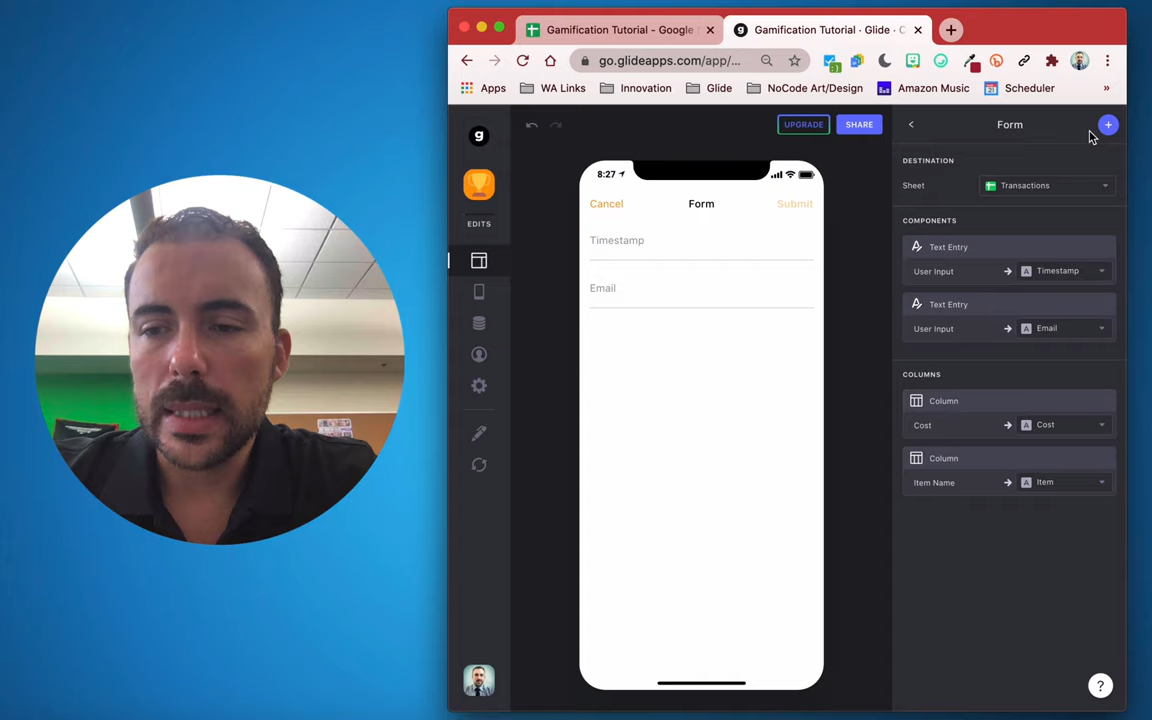 Gamification Tutorial - Google
Gamification Tutorial · Glide · C
go.glideapps.com/app/...
Apps
WA Links
Innovation
Glide
NoCode Art/Design
Amazon Music
Scheduler
»
g
EDITS
UPGRADE
SHARE
8:27
Cancel
Form
Submit
Timestamp
Email
Form
DESTINATION
Sheet
Transactions
COMPONENTS
Text Entry
User Input
Timestamp
Text Entry
User Input
Email
COLUMNS
Column
Cost
Cost
Column
Item Name
Item
?